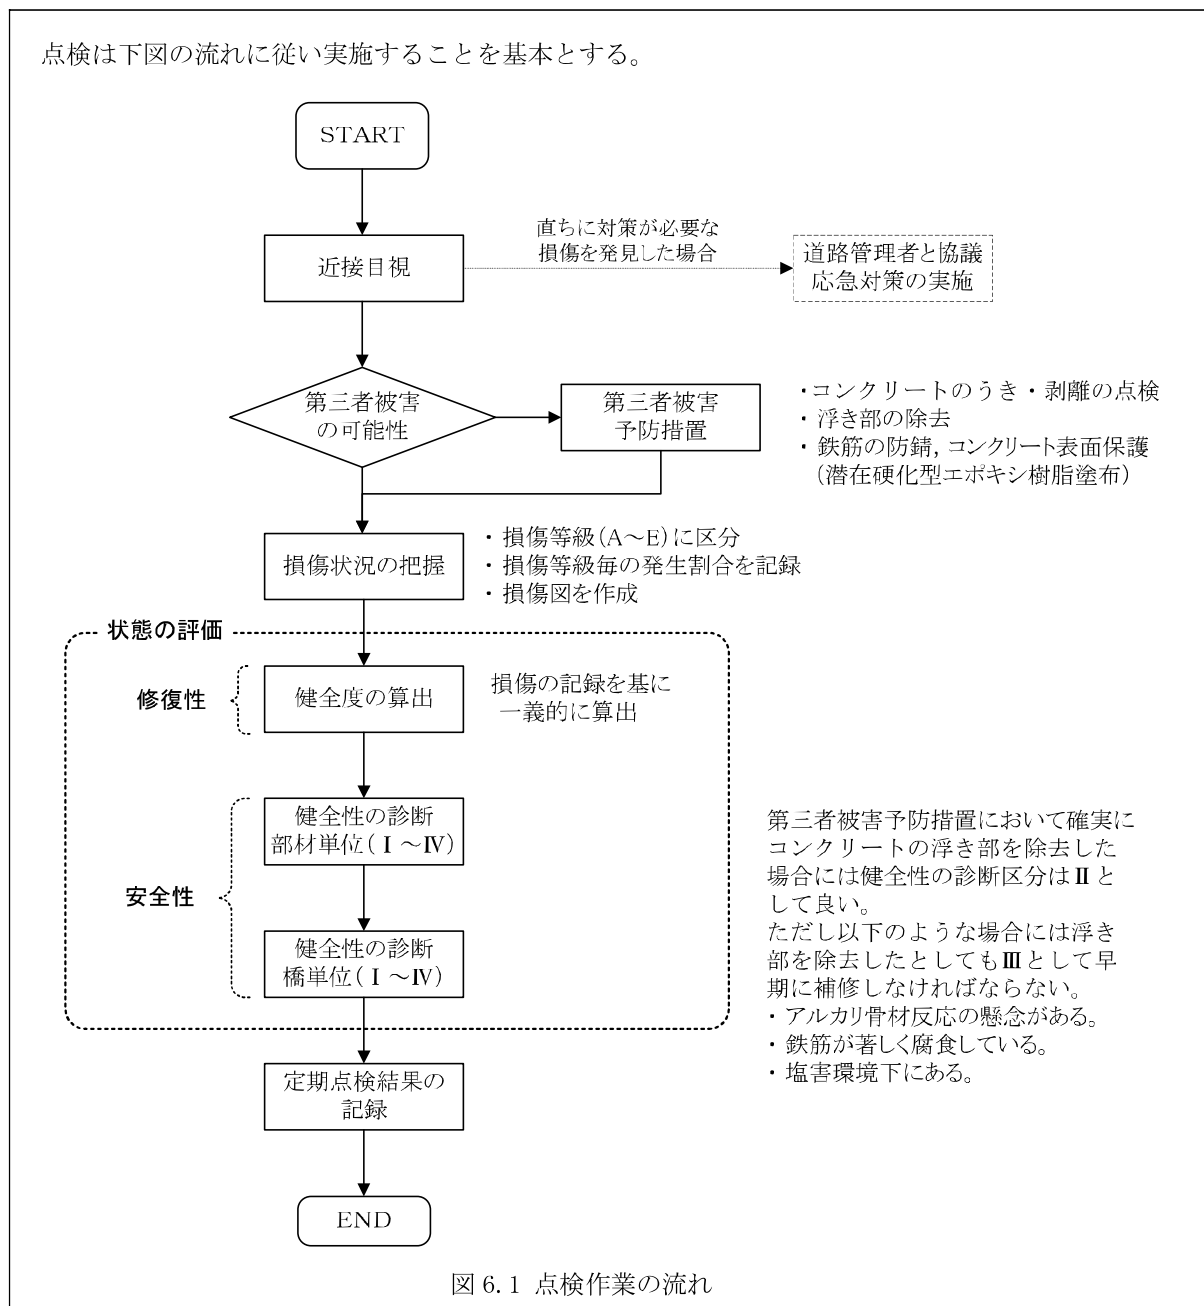 点検は下図の流れに従い実施することを基本とする。
START
近接目視
直ちに対策が必要な
損傷を発見した場合
道路管理者と協議
応急対策の実施
第三者被害
の可能性
第三者被害
予防措置
・コンクリートのうき・剥離の点検
・浮き部の除去
・鉄筋の防錆, コンクリート表面保護
(潜在硬化型エポキシ樹脂塗布)
損傷状況の把握
・損傷等級(A～E)に区分
・損傷等級毎の発生割合を記録
・損傷図を作成
状態の評価
修復性
健全度の算出
損傷の記録を基に
一義的に算出
安全性
健全性の診断
部材単位(Ⅰ～Ⅳ)
健全性の診断
橋単位(Ⅰ～Ⅳ)
第三者被害予防措置において確実に
コンクリートの浮き部を除去した
場合には健全性の診断区分はⅡと
して良い。
ただし以下のような場合には浮き
部を除去したとしてもⅢとして早
期に補修しなければならない。
・アルカリ骨材反応の懸念がある。
・鉄筋が著しく腐食している。
・塩害環境下にある。
定期点検結果の
記録
END
図 6.1 点検作業の流れ